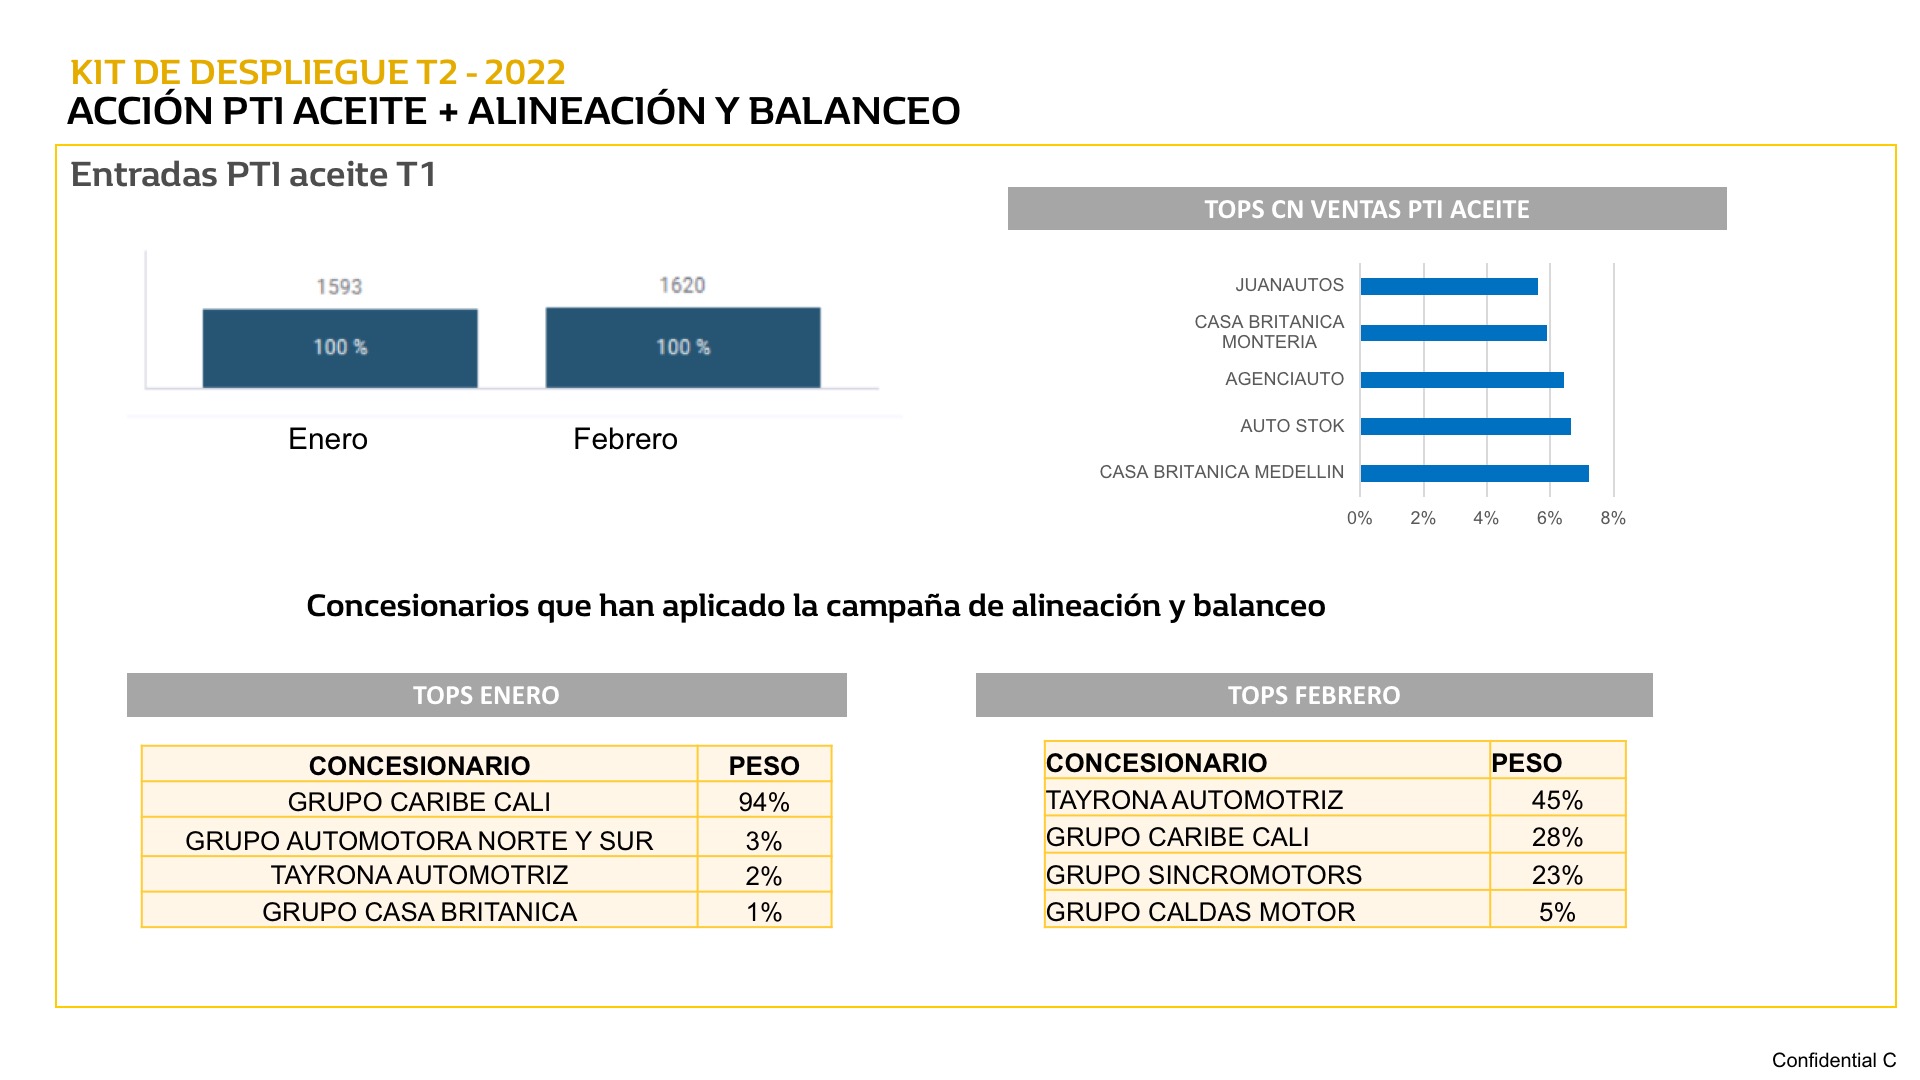 KIT DE DESPLIEGUE T2 - 2022
ACCIÓN PTI ACEITE + ALINEACIÓN Y BALANCEO
Entradas PTI aceite T1
1593
1620
100 %
100 %
Enero
Febrero
TOPS CN VENTAS PTI ACEITE
JUANAUTOS
CASA BRITANICA
MONTERIA
AGENCIAUTO
AUTO STOK
CASA BRITANICA MEDELLIN
0% 2% 4% 6% 8%
Concesionarios que han aplicado la campaña de alineación y balanceo
TOPS ENERO
CONCESIONARIO PESO
GRUPO CARIBE CALI 94%
GRUPO AUTOMOTORA NORTE Y SUR 3%
TAYRONA AUTOMOTRIZ 2%
GRUPO CASA BRITANICA 1%
TOPS FEBRERO
CONCESIONARIO PESO
TAYRONA AUTOMOTRIZ 45%
GRUPO CARIBE CALI 28%
GRUPO SINCROMOTORS 23%
GRUPO CALDAS MOTOR 5%
Confidential C